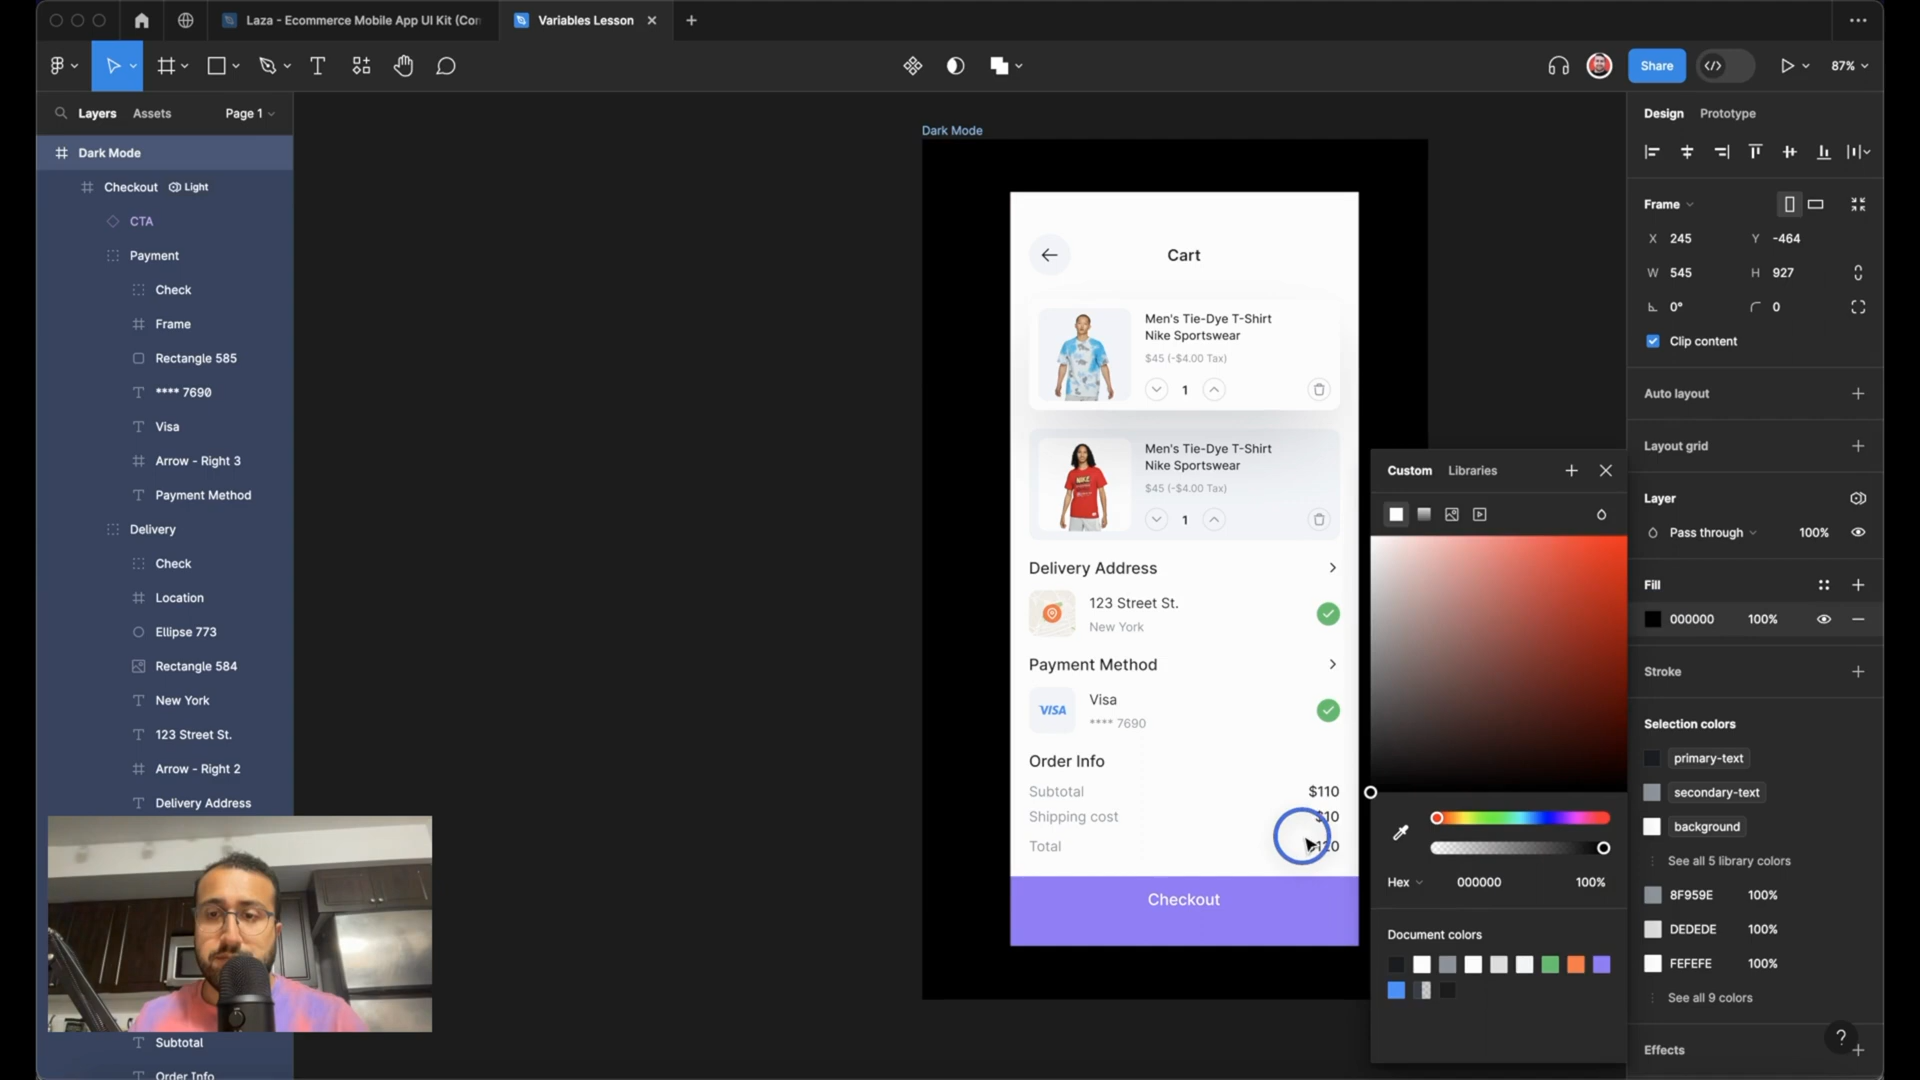 Laza - Ecommerce Mobile App UI Kit (Con
Variables Lesson
Share
87%
Layers
Assets
Page 1
Dark Mode
Checkout
Light
CTA
Payment
Check
Frame
Rectangle 585
**** 7690
Visa
Arrow - Right 3
Payment Method
Delivery
Check
Location
Ellipse 773
Rectangle 584
New York
123 Street St.
Arrow - Right 2
Delivery Address
Subtotal
Order Info
Dark Mode
Cart
Men's Tie-Dye T-Shirt
Nike Sportswear
$45 (-$4.00 Tax)
1
Men's Tie-Dye T-Shirt
Nike Sportswear
$45 (-$4.00 Tax)
1
Delivery Address
123 Street St.
New York
Payment Method
VISA
Visa
**** 7690
Order Info
Subtotal
$110
Shipping cost
$10
Total
Checkout
Custom
Libraries
Hex
000000
100%
Document colors
Design
Prototype
Frame
X 245
Y -464
W 545
H 927
0°
0
Clip content
Auto layout
Layout grid
Layer
Pass through
100%
Fill
000000
100%
Stroke
Selection colors
primary-text
secondary-text
background
See all 5 library colors
8F959E
100%
DEDEDE
100%
FEFEFE
100%
See all 9 colors
Effects
?